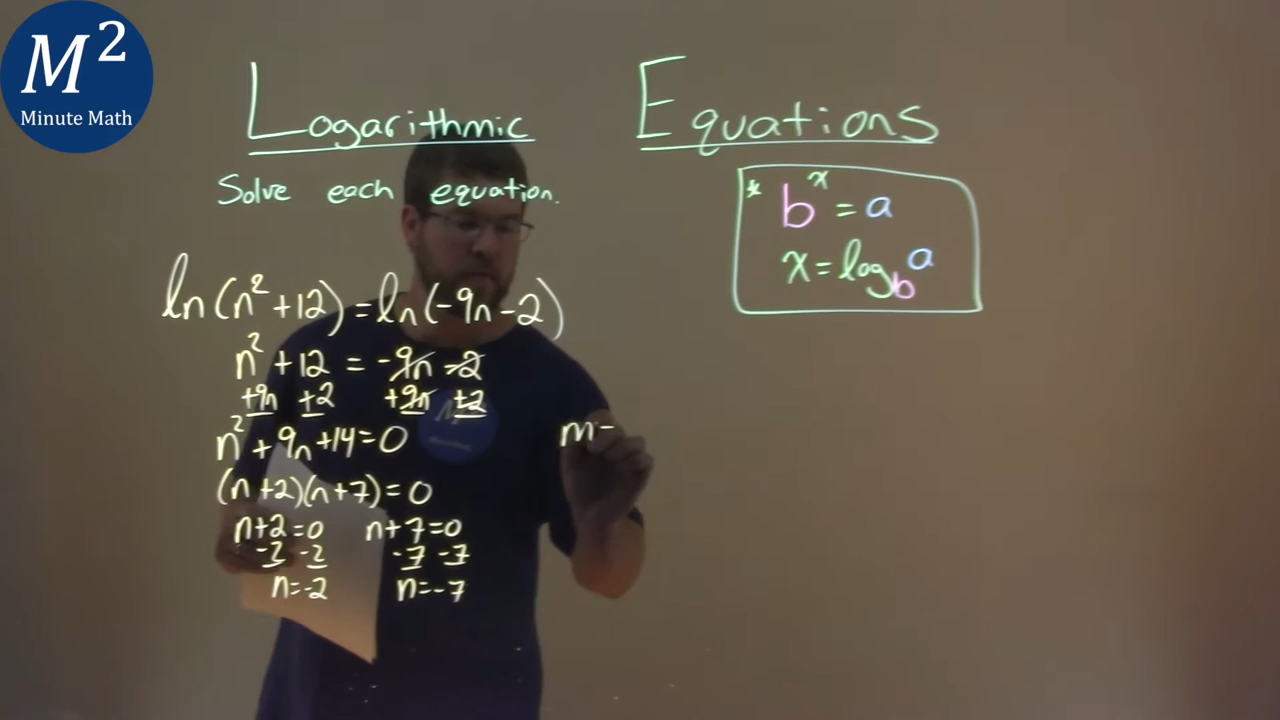 M²
Minute Math
Logarithmic Equations
Solve each equation.
* bˣ = a
x = log_b a
ln(n²+12) = ln(-9n-2)
n² + 12 = -9n -2
+9n +2 +9n +2
n² + 9n + 14 = 0
(n+2)(n+7) = 0
n+2=0 n+7=0
-2 -2 -7 -7
n=-2 n=-7
m=